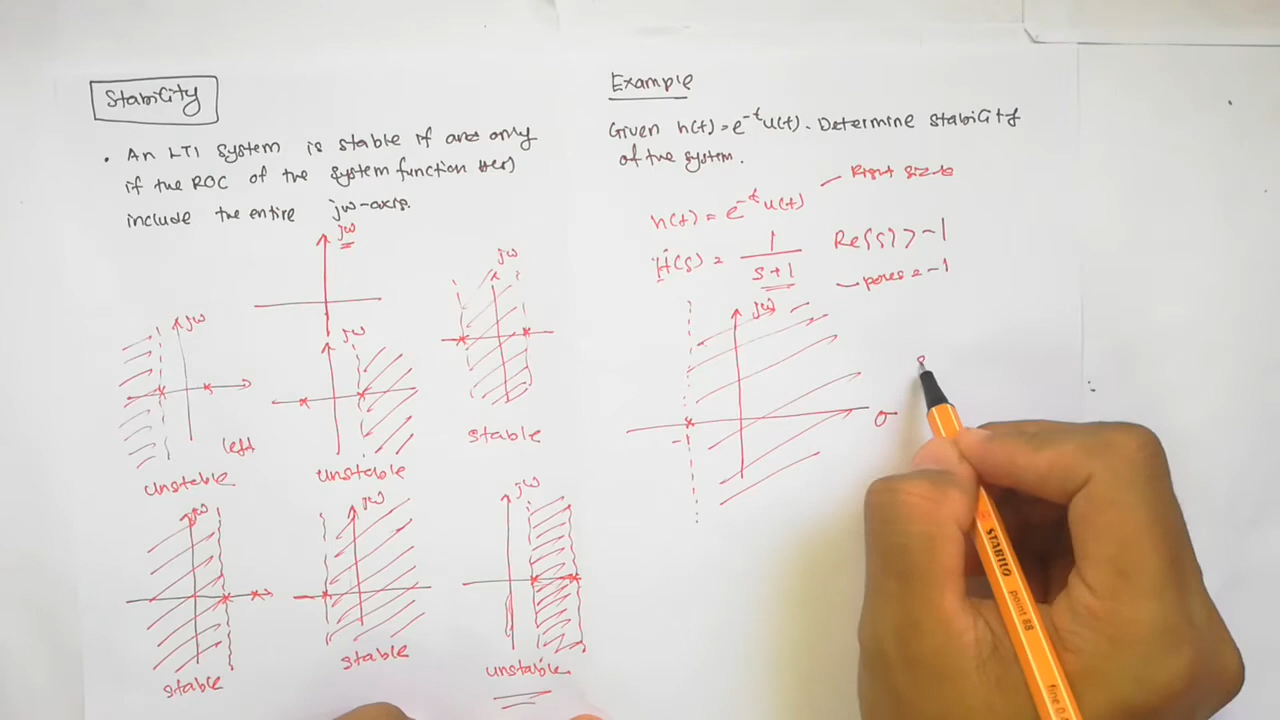 Stability
• An LTI system is stable if and only
if the ROC of the system function H(s)
include the entire jω-axis.
jω
jω
left
unstable
jω
unstable
jω
stable
jω
stable
jω
stable
jω
unstable
Example
Given h(t) = e^-t u(t). Determine stability
of the system.
h(t) = e^-t u(t)
Right sided
H(s) = 1/(s+1) Re{s} > -1
poles = -1
jω
σ
-1
STABILO
point 88
fine 0.